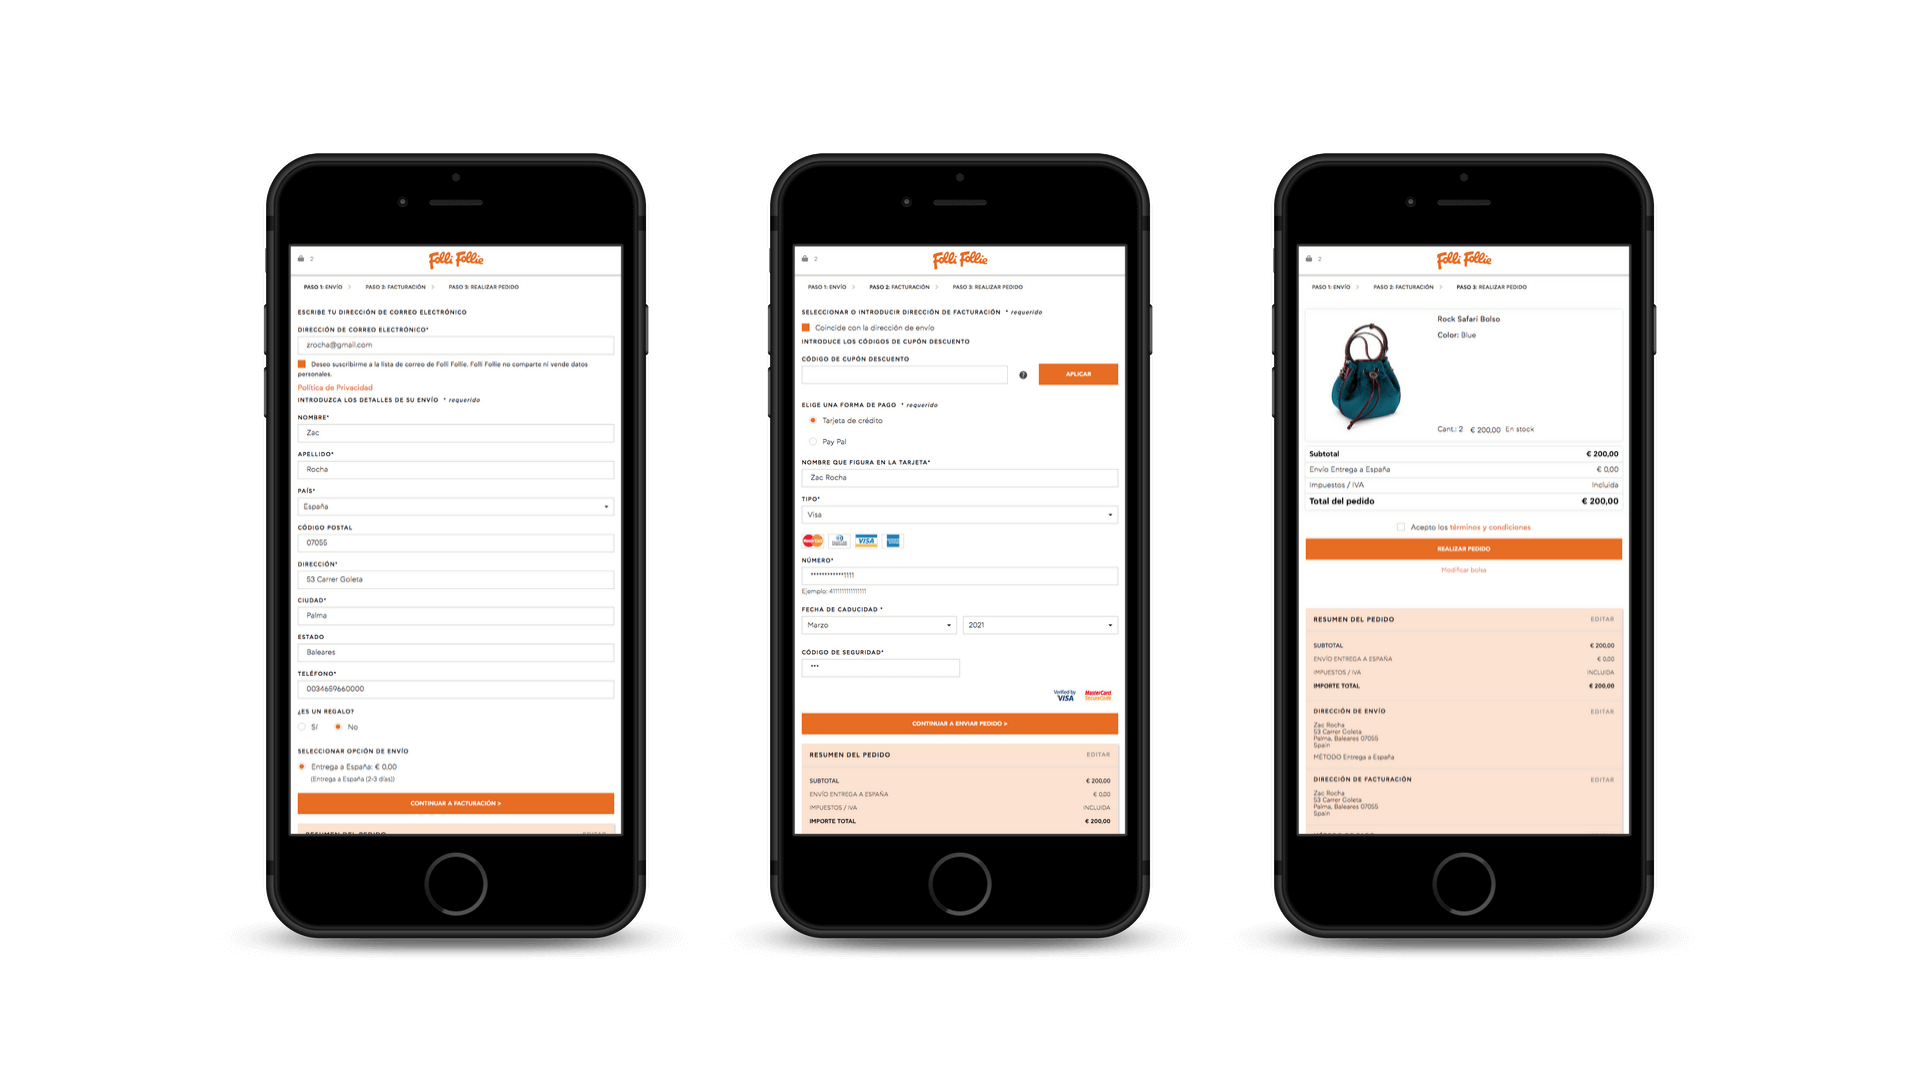 2
Folli Follie
PASO 1: ENVÍO > PASO 2: FACTURACIÓN > PASO 3: REALIZAR PEDIDO
ESCRIBE TU DIRECCIÓN DE CORREO ELECTRÓNICO
DIRECCIÓN DE CORREO ELECTRÓNICO*
zrocha@gmail.com
Deseo suscribirme a la lista de correo de Folli Follie. Folli Follie no comparte ni vende datos
personales.
Política de Privacidad
INTRODUZCA LOS DETALLES DE SU ENVÍO * requerido
NOMBRE*
Zac
APELLIDO*
Rocha
PAÍS*
España
CÓDIGO POSTAL
07055
DIRECCIÓN*
53 Carrer Goleta
CIUDAD*
Palma
ESTADO
Baleares
TELÉFONO*
0034659660000
¿ES UN REGALO?
Sí No
SELECCIONAR OPCIÓN DE ENVÍO
Entrega a España: € 0,00
(Entrega a España (2-3 días))
CONTINUAR A FACTURACIÓN >
RESUMEN DEL PEDIDO EDITAR
2
Folli Follie
PASO 1: ENVÍO > PASO 2: FACTURACIÓN > PASO 3: REALIZAR PEDIDO
SELECCIONAR O INTRODUCIR DIRECCIÓN DE FACTURACIÓN * requerido
Coincide con la dirección de envío
INTRODUCE LOS CÓDIGOS DE CUPÓN DESCUENTO
CÓDIGO DE CUPÓN DESCUENTO
? APLICAR
ELIGE UNA FORMA DE PAGO * requerido
Tarjeta de crédito
Pay Pal
NOMBRE QUE FIGURA EN LA TARJETA*
Zac Rocha
TIPO*
Visa
MasterCard VISA
NÚMERO*
************1111
Ejemplo: 4111111111111111
FECHA DE CADUCIDAD *
Marzo 2021
CÓDIGO DE SEGURIDAD*
***
Verified by VISA MasterCard SecureCode
CONTINUAR A ENVIAR PEDIDO >
RESUMEN DEL PEDIDO EDITAR
SUBTOTAL € 200,00
ENVÍO ENTREGA A ESPAÑA € 0,00
IMPUESTOS / IVA INCLUIDA
IMPORTE TOTAL € 200,00
2
Folli Follie
PASO 1: ENVÍO > PASO 2: FACTURACIÓN > PASO 3: REALIZAR PEDIDO
Rock Safari Bolso
Color: Blue
Cant.: 2 € 200,00 En stock
Subtotal € 200,00
Envío Entrega a España € 0,00
Impuestos / IVA Incluida
Total del pedido € 200,00
Acepto los términos y condiciones
REALIZAR PEDIDO
Modificar bolsa
RESUMEN DEL PEDIDO EDITAR
SUBTOTAL € 200,00
ENVÍO ENTREGA A ESPAÑA € 0,00
IMPUESTOS / IVA INCLUIDA
IMPORTE TOTAL € 200,00
DIRECCIÓN DE ENVÍO EDITAR
Zac Rocha
53 Carrer Goleta
Palma, Baleares 07055
Spain
MÉTODO Entrega a España
DIRECCIÓN DE FACTURACIÓN EDITAR
Zac Rocha
53 Carrer Goleta
Palma, Baleares 07055
Spain